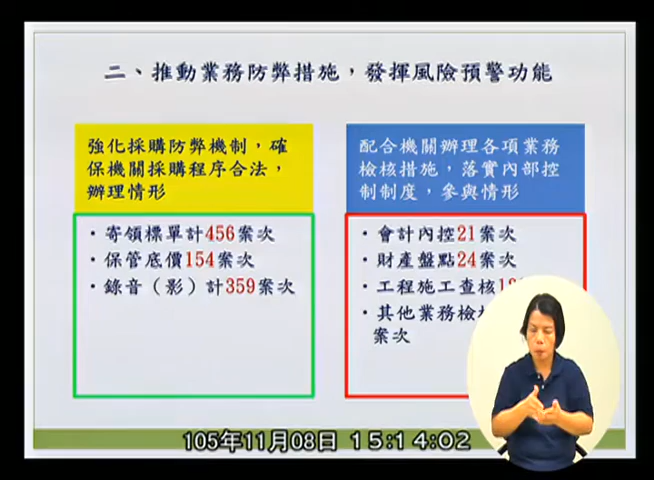 二、推動業務防弊措施，發揮風險預警功能
強化採購防弊機制，確
保機關採購程序合法，
辦理情形
・寄領標單計456案次
・保管底價154案次
・錄音（影）計359案次
配合機關辦理各項業務
檢核措施，落實內部控
制制度，參與情形
・會計內控21案次
・財產盤點24案次
・工程施工查核
・其他業務檢
案次
105年11月08日 15:14:02